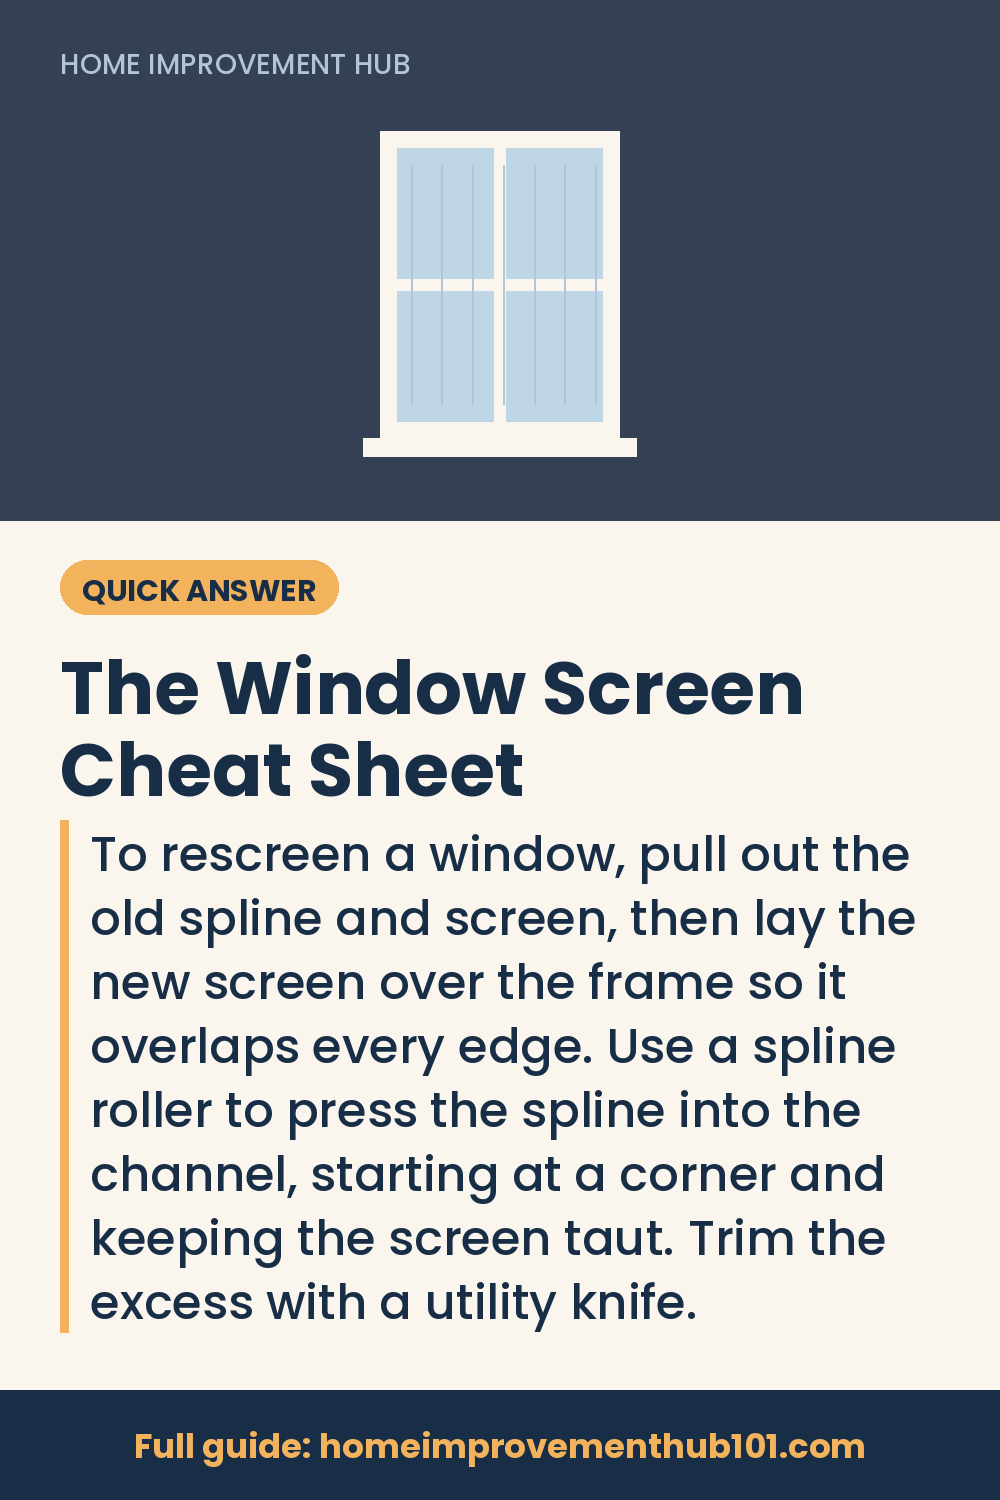 HOME IMPROVEMENT HUB
QUICK ANSWER
The Window Screen
Cheat Sheet
To rescreen a window, pull out the
old spline and screen, then lay the
new screen over the frame so it
overlaps every edge. Use a spline
roller to press the spline into the
channel, starting at a corner and
keeping the screen taut. Trim the
excess with a utility knife.
Full guide: homeimprovementhub101.com